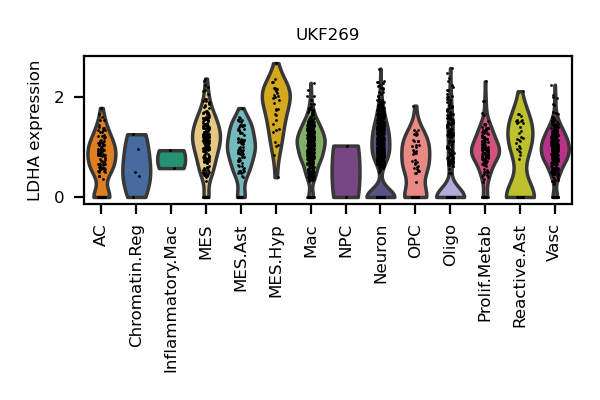 UKF269
LDHA expression
2
0
AC
Chromatin.Reg
Inflammatory.Mac
MES
MES.Ast
MES.Hyp
Mac
NPC
Neuron
OPC
Oligo
Prolif.Metab
Reactive.Ast
Vasc